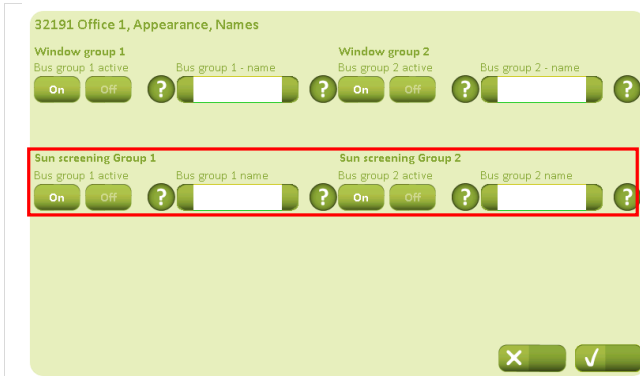 32191 Office 1, Appearance, Names
Window group 1 Window group 2
Bus group 1 active Bus group 1 - name Bus group 2 active Bus group 2 - name
On Off ? ? On Off ? ?
Sun screening Group 1 Sun screening Group 2
Bus group 1 active Bus group 1 name Bus group 2 active Bus group 2 name
On Off ? ? On Off ? ?